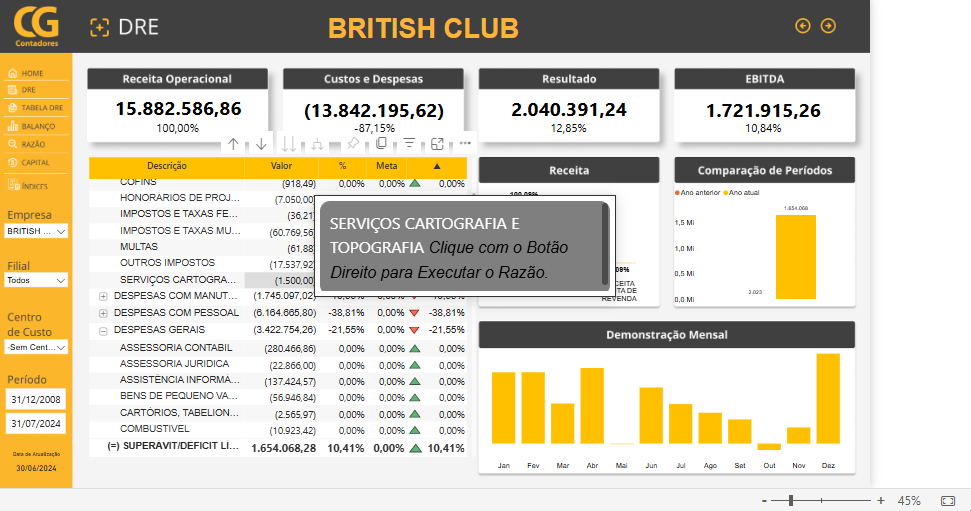 CG
Contadores
DRE
BRITISH CLUB
HOME
DRE
TABELA DRE
BALANÇO
RAZÃO
CAPITAL
ÍNDICES
Empresa
BRITISH ...
Filial
Todos
Centro
de Custo
-Sem Cent...
Período
31/12/2008
31/07/2024
Data de Atualização
30/06/2024
Receita Operacional
15.882.586,86
100,00%
Custos e Despesas
(13.842.195,62)
-87,15%
Resultado
2.040.391,24
12,85%
EBITDA
1.721.915,26
10,84%
Descrição Valor % Meta ▲
COFINS (918,49) 0,00% 0,00% 0,00%
HONORARIOS DE PROJ... (7.050,00)
IMPOSTOS E TAXAS FE... (36,21)
IMPOSTOS E TAXAS MU... (60.769,56)
MULTAS (61,88)
OUTROS IMPOSTOS (17.537,92)
SERVIÇOS CARTOGRA... (1.500,00)
DESPESAS COM MANUT... (1.745.097,02)
DESPESAS COM PESSOAL (6.164.665,80) -38,81% 0,00% -38,81%
DESPESAS GERAIS (3.422.754,26) -21,55% 0,00% -21,55%
ASSESSORIA CONTABIL (280.466,86) 0,00% 0,00% 0,00%
ASSESSORIA JURIDICA (22.866,00) 0,00% 0,00% 0,00%
ASSISTÊNCIA INFORMA... (137.424,57) 0,00% 0,00% 0,00%
BENS DE PEQUENO VA... (56.946,84) 0,00% 0,00% 0,00%
CARTÓRIOS, TABELION... (2.565,97) 0,00% 0,00% 0,00%
COMBUSTIVEL (10.923,42) 0,00% 0,00% 0,00%
(=) SUPERAVIT/DÉFICIT LI... 1.654.068,28 10,41% 0,00% 10,41%
SERVIÇOS CARTOGRAFIA E
TOPOGRAFIA Clique com o Botão
Direito para Executar o Razão.
Receita
REVENDA
Comparação de Períodos
Ano anterior Ano atual
1,5 Mi
1,0 Mi
0,5 Mi
0,0 Mi
2.023
1.654.068
Demonstração Mensal
Jan Fev Mar Abr Mai Jun Jul Ago Set Out Nov Dez
- + 45%